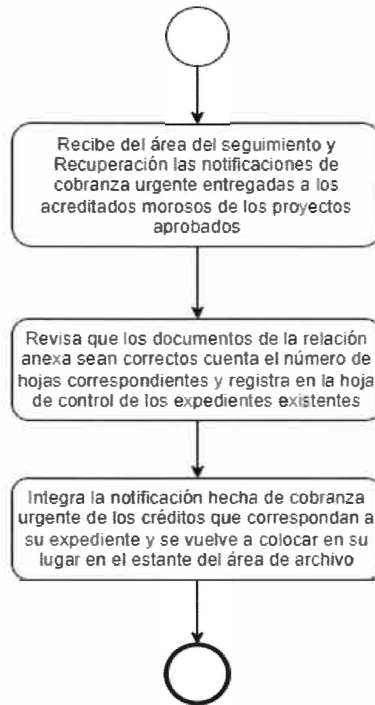 Recibe del área del seguimiento y
Recuperación las notificaciones de
cobranza urgente entregadas a los
acreditados morosos de los proyectos
aprobados
Revisa que los documentos de la relación
anexa sean correctos cuenta el número de
hojas correspondientes y registra en la hoja
de control de los expedientes existentes
Integra la notificación hecha de cobranza
urgente de los créditos que correspondan a
su expediente y se vuelve a colocar en su
lugar en el estante del área de archivo